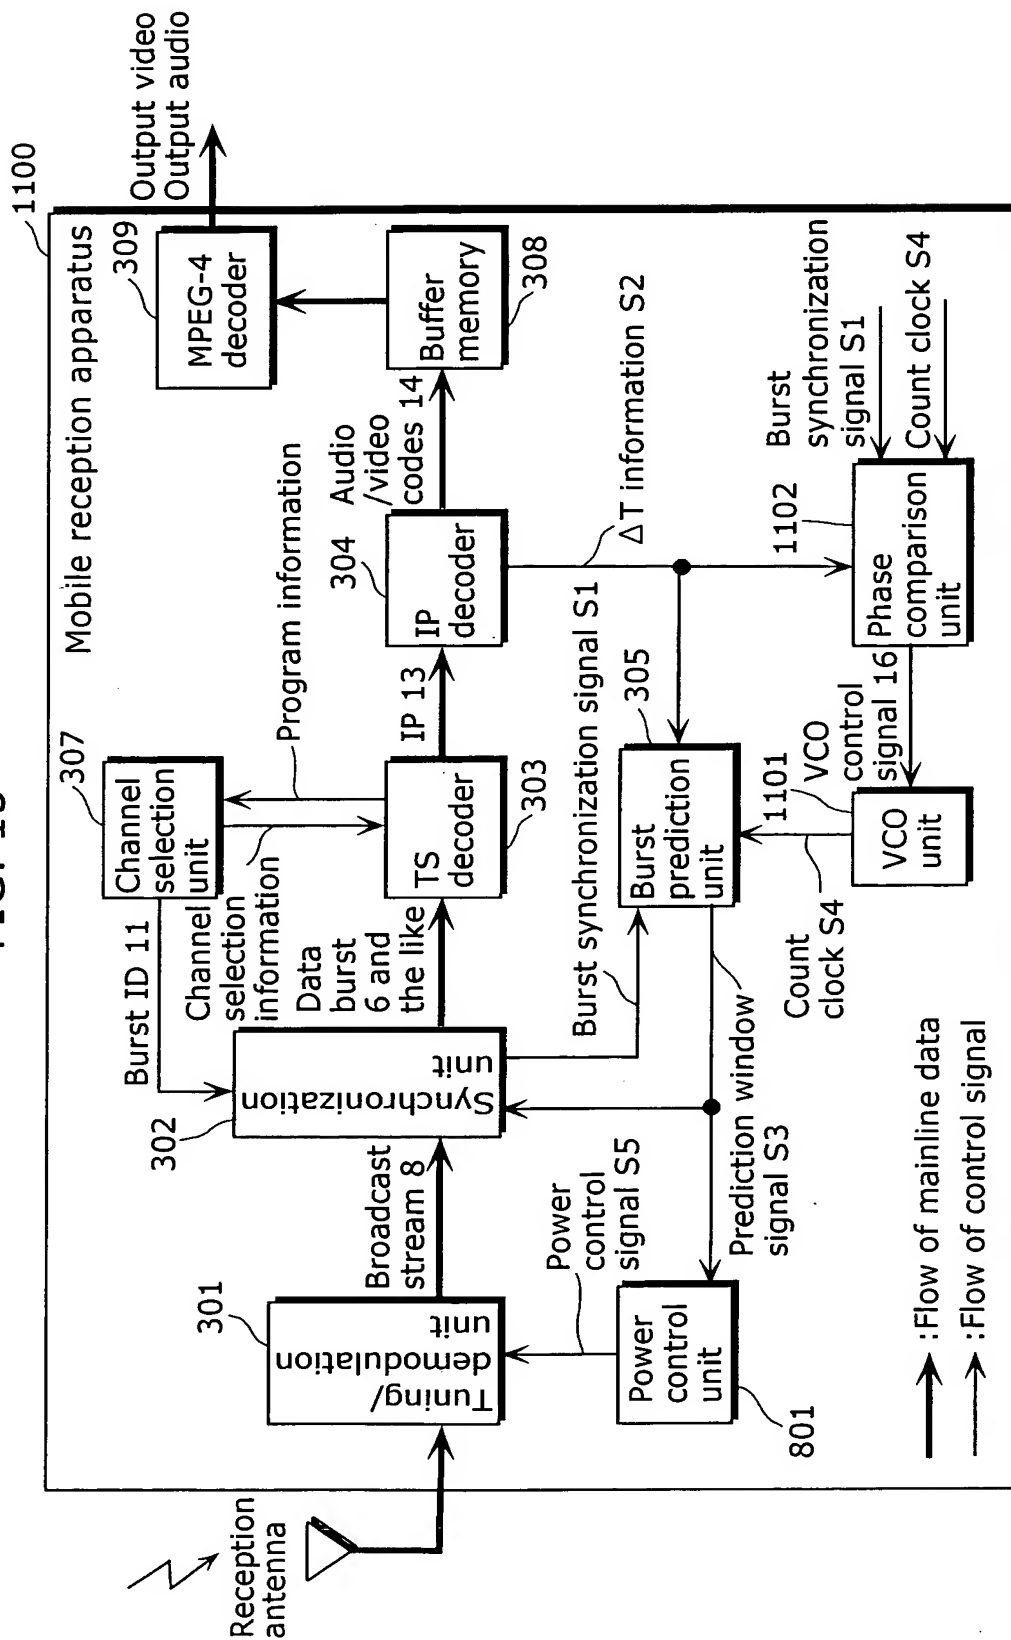 1100
Mobile reception apparatus
Output video
Output audio
309
MPEG-4
decoder
Buffer
memory
308
307
Channel
selection
unit
Program information
Burst ID 11
Channel
selection
information
304
IP
decoder
Audio
/video
codes 14
IP 13
TS
decoder
303
Data
burst
6 and
the like
302
Synchronization
unit
Broadcast
stream 8
301
Tuning/
demodulation
unit
Reception
antenna
ΔT information S2
Burst synchronization signal S1
305
Burst
prediction
unit
Power
control
signal S5
Power
control
unit
801
Prediction window
signal S3
Count
clock S4
1101
VCO
unit
VCO
control
signal 16
1102
Phase
comparison
unit
Burst
synchronization
signal S1
Count clock S4
:Flow of mainline data
:Flow of control signal